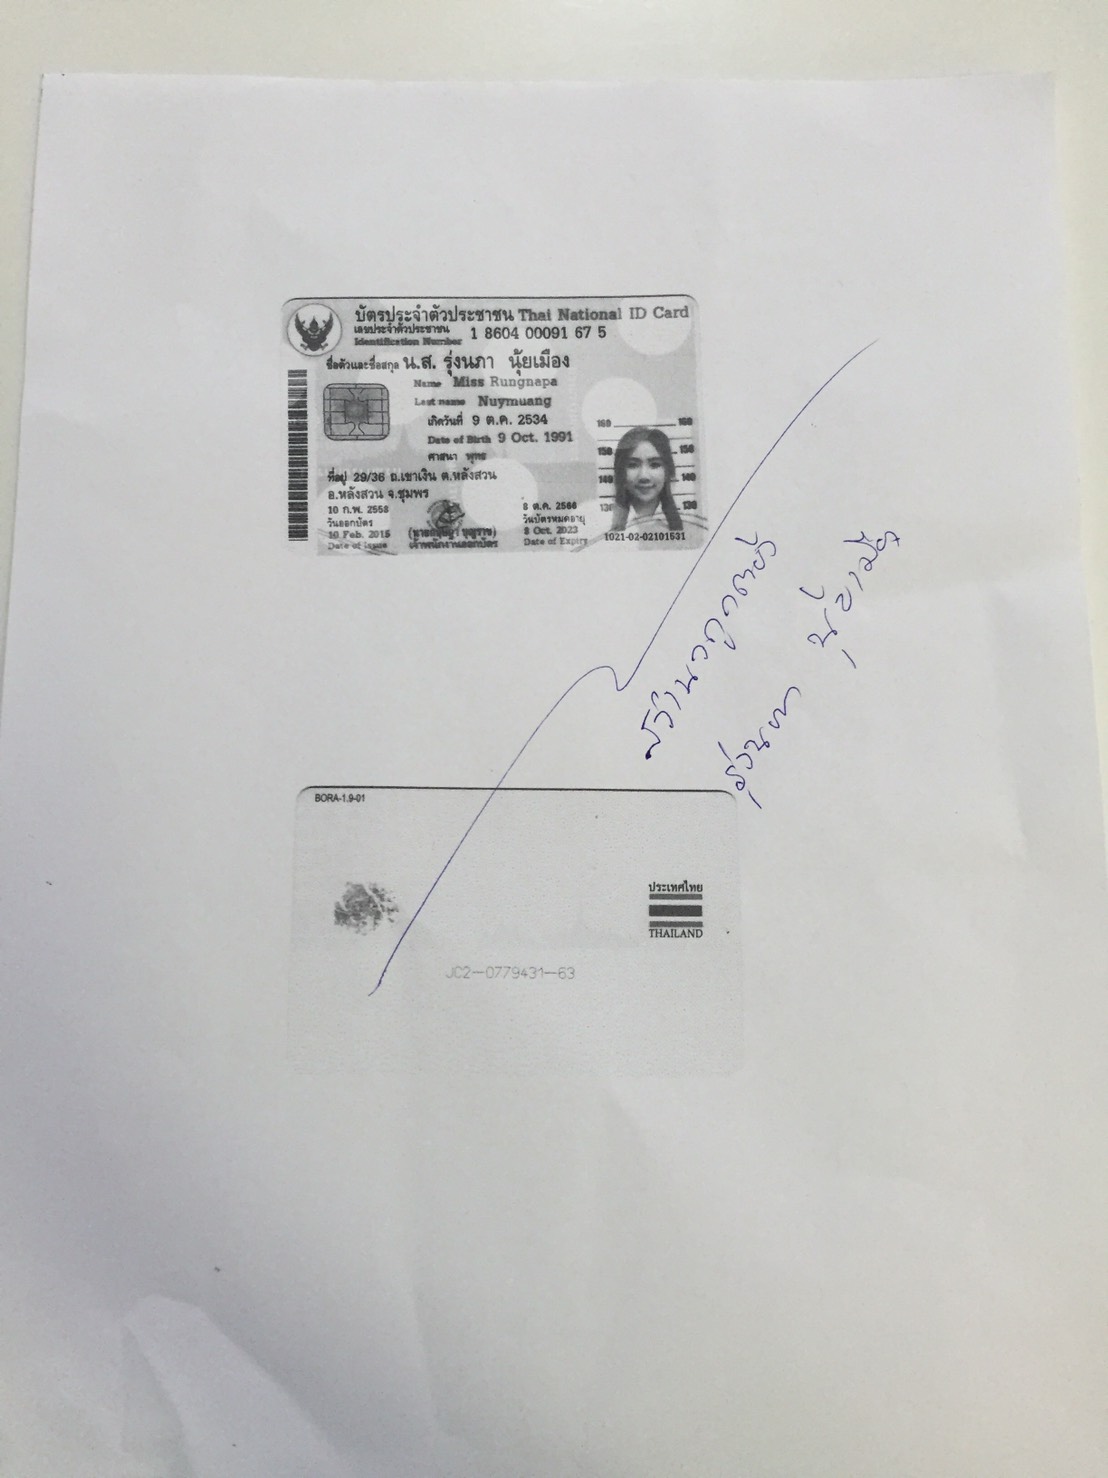 บัตรประจำตัวประชาชน Thai National ID Card
เลขประจำตัวประชาชน
Identification Number
1 8604 00091 67 5
ชื่อตัวและชื่อสกุล น.ส. รุ่งนภา นุ้ยเมือง
Name Miss Rungnapa
Last name Nuymuang
เกิดวันที่ 9 ต.ค. 2534
Date of Birth 9 Oct. 1991
ศาสนา พุทธ
ที่อยู่ 29/36 ถ.เขาเงิน ต.หลังสวน
อ.หลังสวน จ.ชุมพร
10 ก.พ. 2558
วันออกบัตร
10 Feb. 2015
Date of Issue
เจ้าพนักงานออกบัตร
8 ต.ค. 2566
วันบัตรหมดอายุ
8 Oct. 2023
Date of Expiry
160 160
150 150
140 140
130 130
1021-02-02101531
สำเนาถูกต้อง
รุ่งนภา นุ้ยเมือง
BORA-1.9-01
ประเทศไทย
THAILAND
JC2-0779431-63